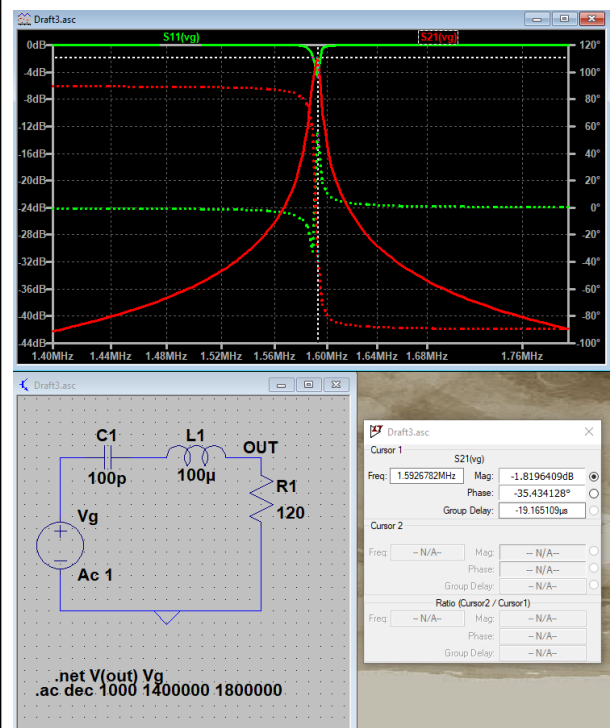 Draft3.asc
S11(vg) S21(vg)
0dB 120°
-4dB 100°
-8dB 80°
-12dB 60°
-16dB 40°
-20dB 20°
-24dB 0°
-28dB -20°
-32dB -40°
-36dB -60°
-40dB -80°
-44dB -100°
1.40MHz 1.44MHz 1.48MHz 1.52MHz 1.56MHz 1.60MHz 1.64MHz 1.68MHz 1.76MHz
Draft3.asc
C1 L1 OUT
100p 100µ
R1
120
Vg
Ac 1
.net V(out) Vg
.ac dec 1000 1400000 1800000
Draft3.asc
Cursor 1
S21(vg)
Freq: 1.5926782MHz Mag: -1.8196409dB
Phase: -35.434128°
Group Delay: -19.165109µs
Cursor 2
Freq: -- N/A-- Mag: -- N/A--
Phase: -- N/A--
Group Delay: -- N/A--
Ratio (Cursor2 / Cursor1)
Freq: -- N/A-- Mag: -- N/A--
Phase: -- N/A--
Group Delay: -- N/A--